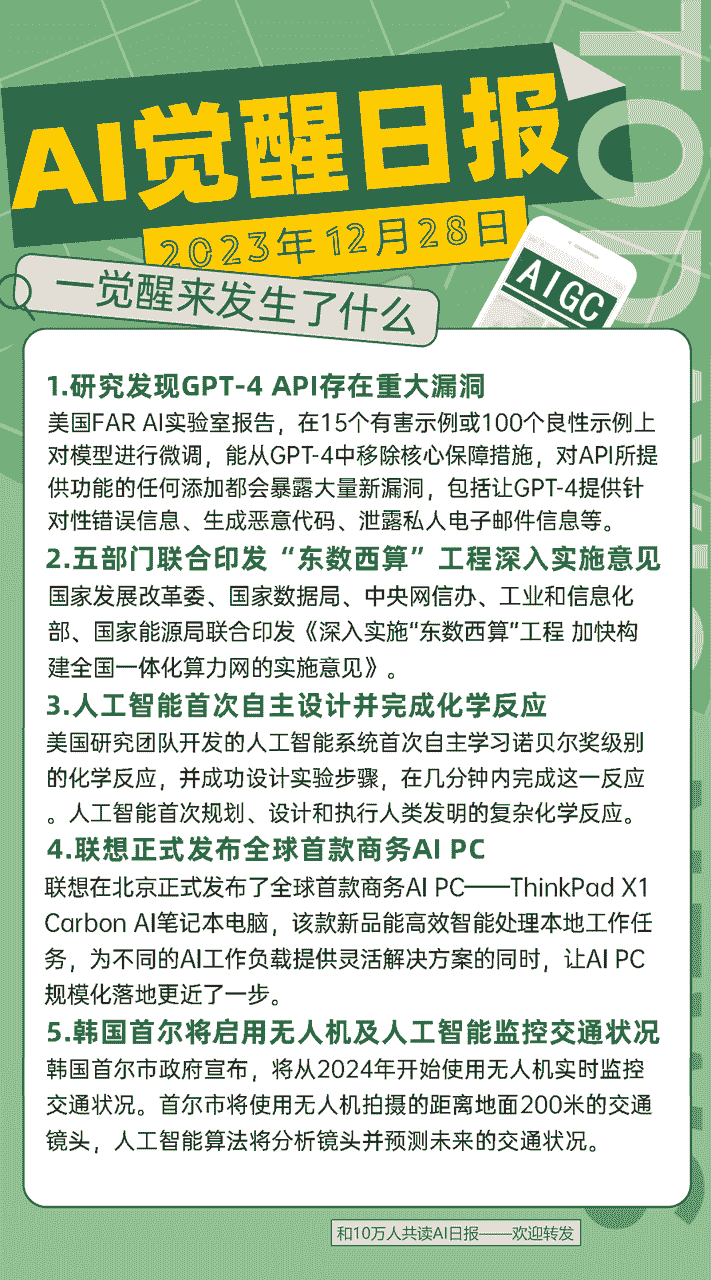 AI觉醒日报
2023年12月28日
一觉醒来发生了什么
AIGC
1.研究发现GPT-4 API存在重大漏洞
美国FAR AI实验室报告，在15个有害示例或100个良性示例上
对模型进行微调，能从GPT-4中移除核心保障措施，对API所提
供功能的任何添加都会暴露大量新漏洞，包括让GPT-4提供针
对性错误信息、生成恶意代码、泄露私人电子邮件信息等。
2.五部门联合印发“东数西算”工程深入实施意见
国家发展改革委、国家数据局、中央网信办、工业和信息化
部、国家能源局联合印发《深入实施“东数西算”工程 加快构
建全国一体化算力网的实施意见》。
3.人工智能首次自主设计并完成化学反应
美国研究团队开发的人工智能系统首次自主学习诺贝尔奖级别
的化学反应，并成功设计实验步骤，在几分钟内完成这一反应
。人工智能首次规划、设计和执行人类发明的复杂化学反应。
4.联想正式发布全球首款商务AI PC
联想在北京正式发布了全球首款商务AI PC——ThinkPad X1
Carbon AI笔记本电脑，该款新品能高效智能处理本地工作任
务，为不同的AI工作负载提供灵活解决方案的同时，让AI PC
规模化落地更近了一步。
5.韩国首尔将启用无人机及人工智能监控交通状况
韩国首尔市政府宣布，将从2024年开始使用无人机实时监控
交通状况。首尔市将使用无人机拍摄的距离地面200米的交通
镜头，人工智能算法将分析镜头并预测未来的交通状况。
和10万人共读AI日报——欢迎转发